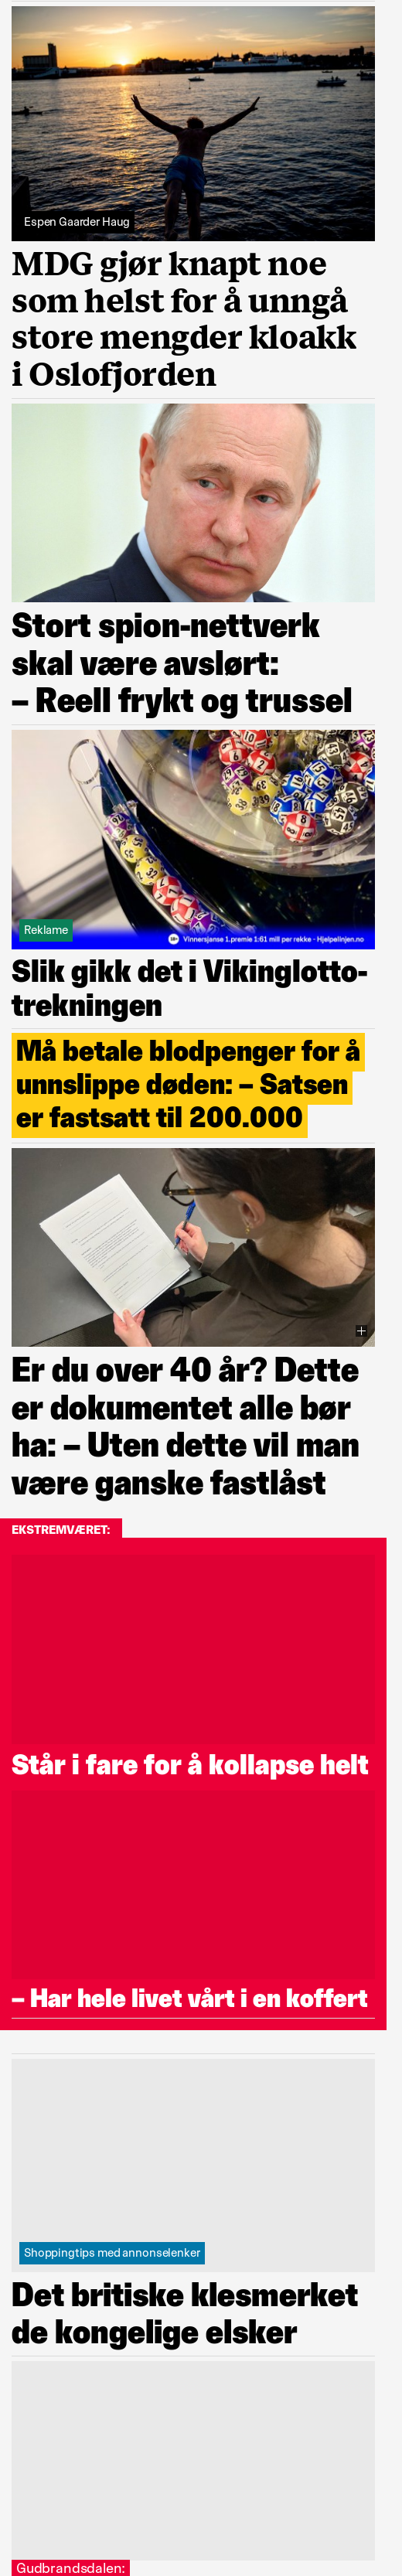 Espen Gaarder Haug
MDG gjør knapt noe
som helst for å unngå
store mengder kloakk
i Oslofjorden
Stort spion-nettverk
skal være avslørt:
– Reell frykt og trussel
Reklame
18+ Vinnersjanse 1.premie 1:61 mill per rekke - Hjelpelinjen.no
Slik gikk det i Vikinglotto-
trekningen
Må betale blodpenger for å
unnslippe døden: – Satsen
er fastsatt til 200.000
Er du over 40 år? Dette
er dokumentet alle bør
ha: – Uten dette vil man
være ganske fastlåst
EKSTREMVÆRET:
Står i fare for å kollapse helt
– Har hele livet vårt i en koffert
Shoppingtips med annonselenker
Det britiske klesmerket
de kongelige elsker
Gudbrandsdalen: